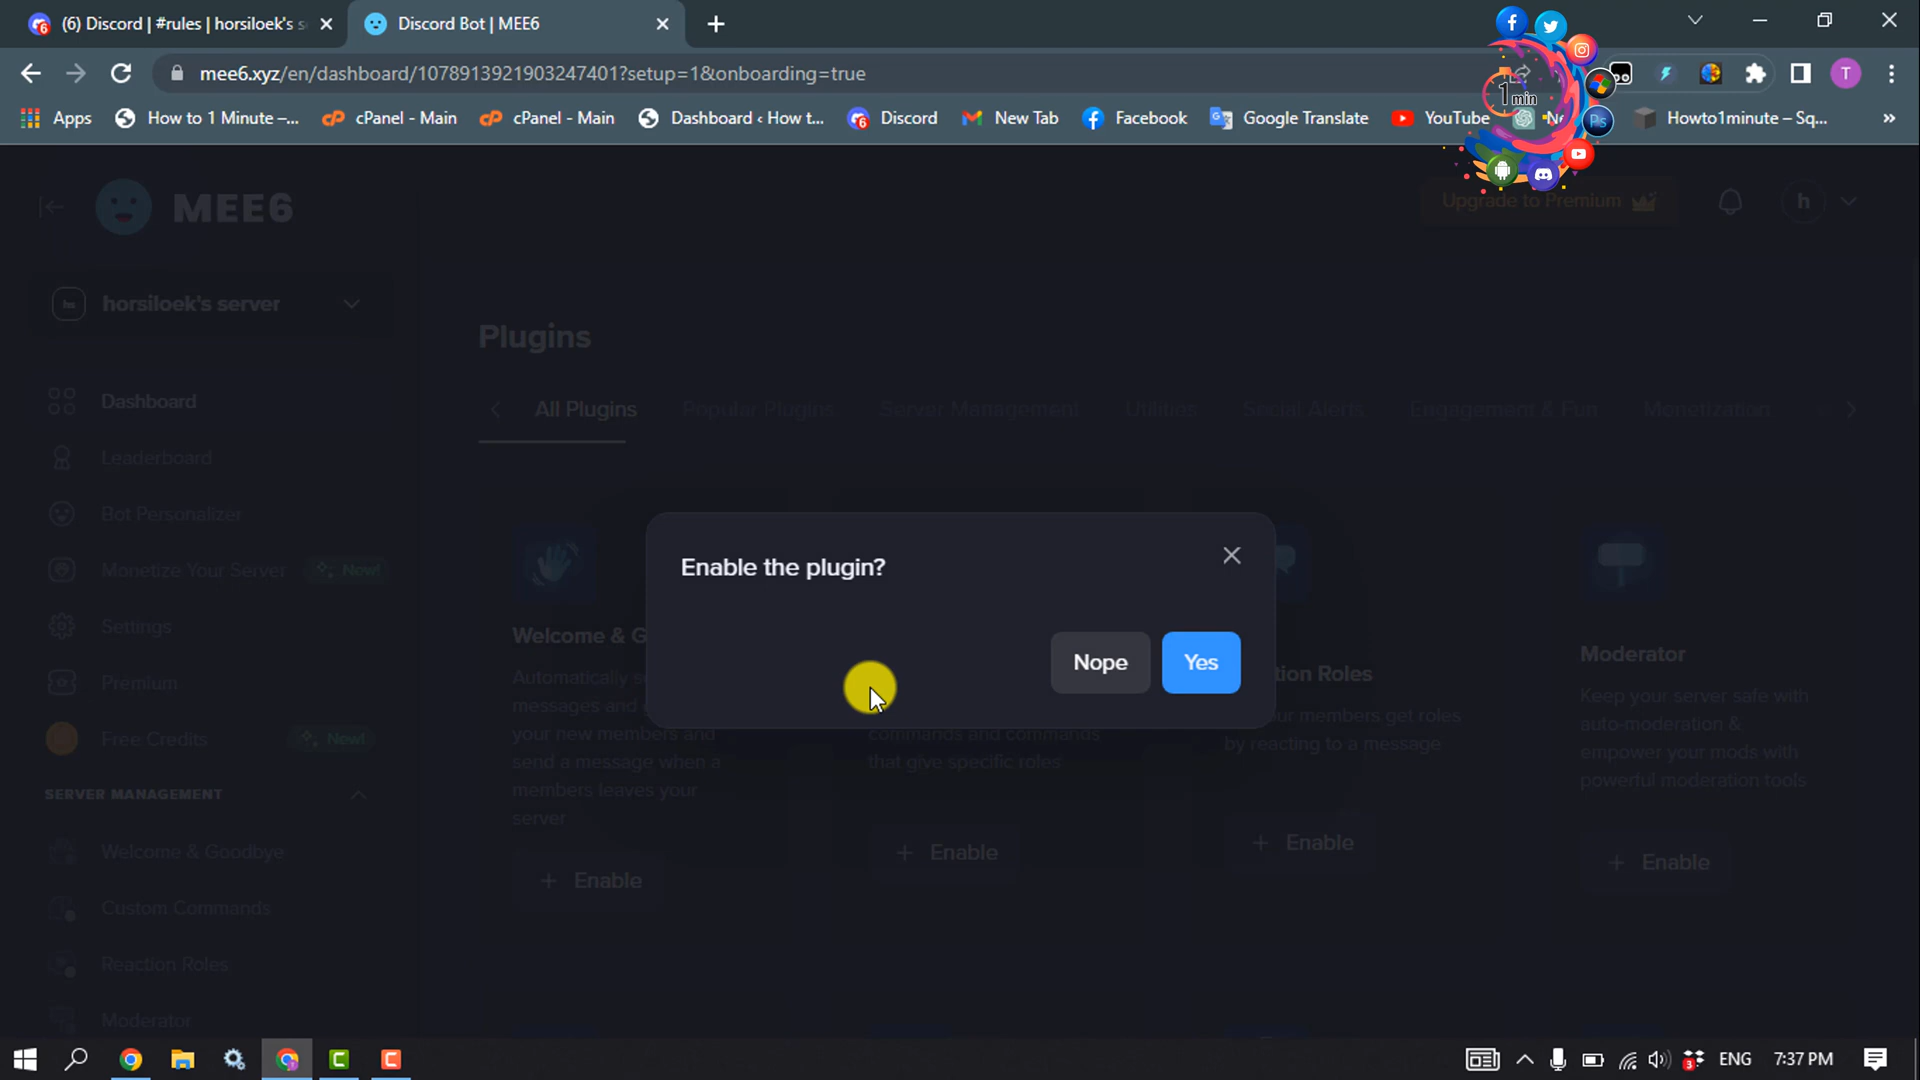 (6) Discord | #rules | horsiloek's s
Discord Bot | MEE6
mee6.xyz/en/dashboard/1078913921903247401?setup=1&onboarding=true
T
Apps
How to 1 Minute –...
cPanel - Main
cPanel - Main
Dashboard ‹ How t...
Discord
New Tab
Facebook
Google Translate
YouTube
Ne
Howto1minute – Sq...
1 min
Ps
MEE6
Upgrade to Premium
h
hs
horsiloek's server
Plugins
Dashboard
All Plugins
Popular Plugins
Server Management
Utilities
Social Alerts
Engagement & Fun
Monetization
Leaderboard
Bot Personalizer
Monetize Your Server
New!
Settings
Premium
Free Credits
New!
Enable the plugin?
Nope
Yes
Welcome & G
Automatically s
messages and
your new members and
send a message when a
members leaves your
server
+ Enable
commands and commands
that give specific roles
+ Enable
tion Roles
ur members get roles
by reacting to a message
+ Enable
Moderator
Keep your server safe with
auto-moderation &
empower your mods with
powerful moderation tools
+ Enable
SERVER MANAGEMENT
Welcome & Goodbye
Custom Commands
Reaction Roles
Moderator
3
ENG
7:37 PM